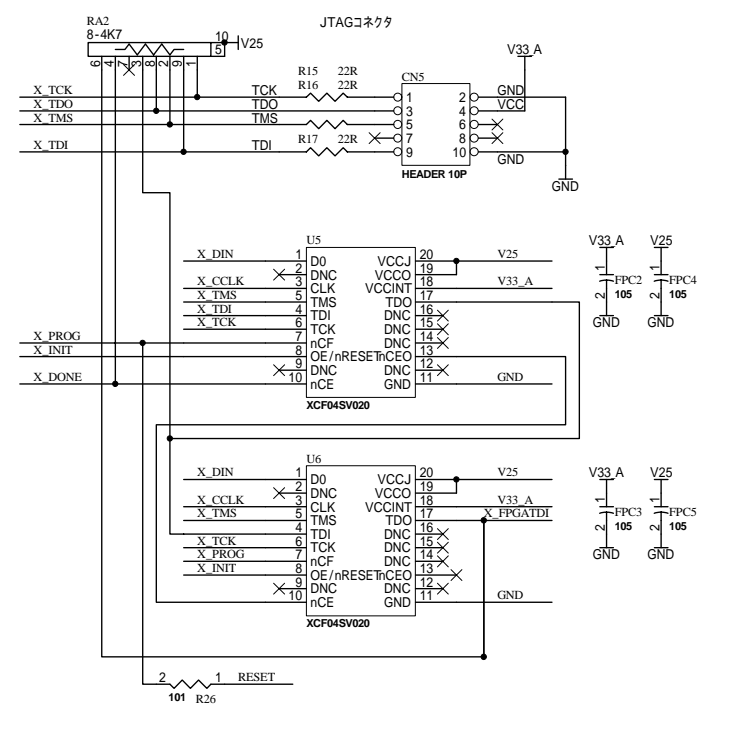 RA2
8-4K7
JTAGコネクタ
10
5
V25
6 4 7 3 8 2 9 1
V33_A
R15 22R
R16 22R
CN5
X_TCK TCK 1 2 GND
X_TDO TDO 3 4 VCC
X_TMS TMS 5 6
7 8
X_TDI TDI R17 22R 9 10 GND
HEADER 10P
GND
U5
X_DIN 1 D0 VCCJ 20 V25
2 DNC VCCO 19
X_CCLK 3 CLK VCCINT 18 V33_A
X_TMS 5 TMS TDO 17
X_TDI 4 TDI DNC 16
X_TCK 6 TCK DNC 15
X_PROG 7 nCF DNC 14
X_INIT 8 OE/nRESET nCEO 13
9 DNC DNC 12
X_DONE 10 nCE GND 11 GND
XCF04SV020
V33_A V25
1 1
FPC2 FPC4
2 105 2 105
GND GND
U6
X_DIN 1 D0 VCCJ 20 V25
2 DNC VCCO 19
X_CCLK 3 CLK VCCINT 18 V33_A
X_TMS 5 TMS TDO 17 X_FPGATDI
4 TDI DNC 16
X_TCK 6 TCK DNC 15
X_PROG 7 nCF DNC 14
X_INIT 8 OE/nRESET nCEO 13
9 DNC DNC 12
10 nCE GND 11 GND
XCF04SV020
V33_A V25
1 1
FPC3 FPC5
2 105 2 105
GND GND
2 1 RESET
101 R26